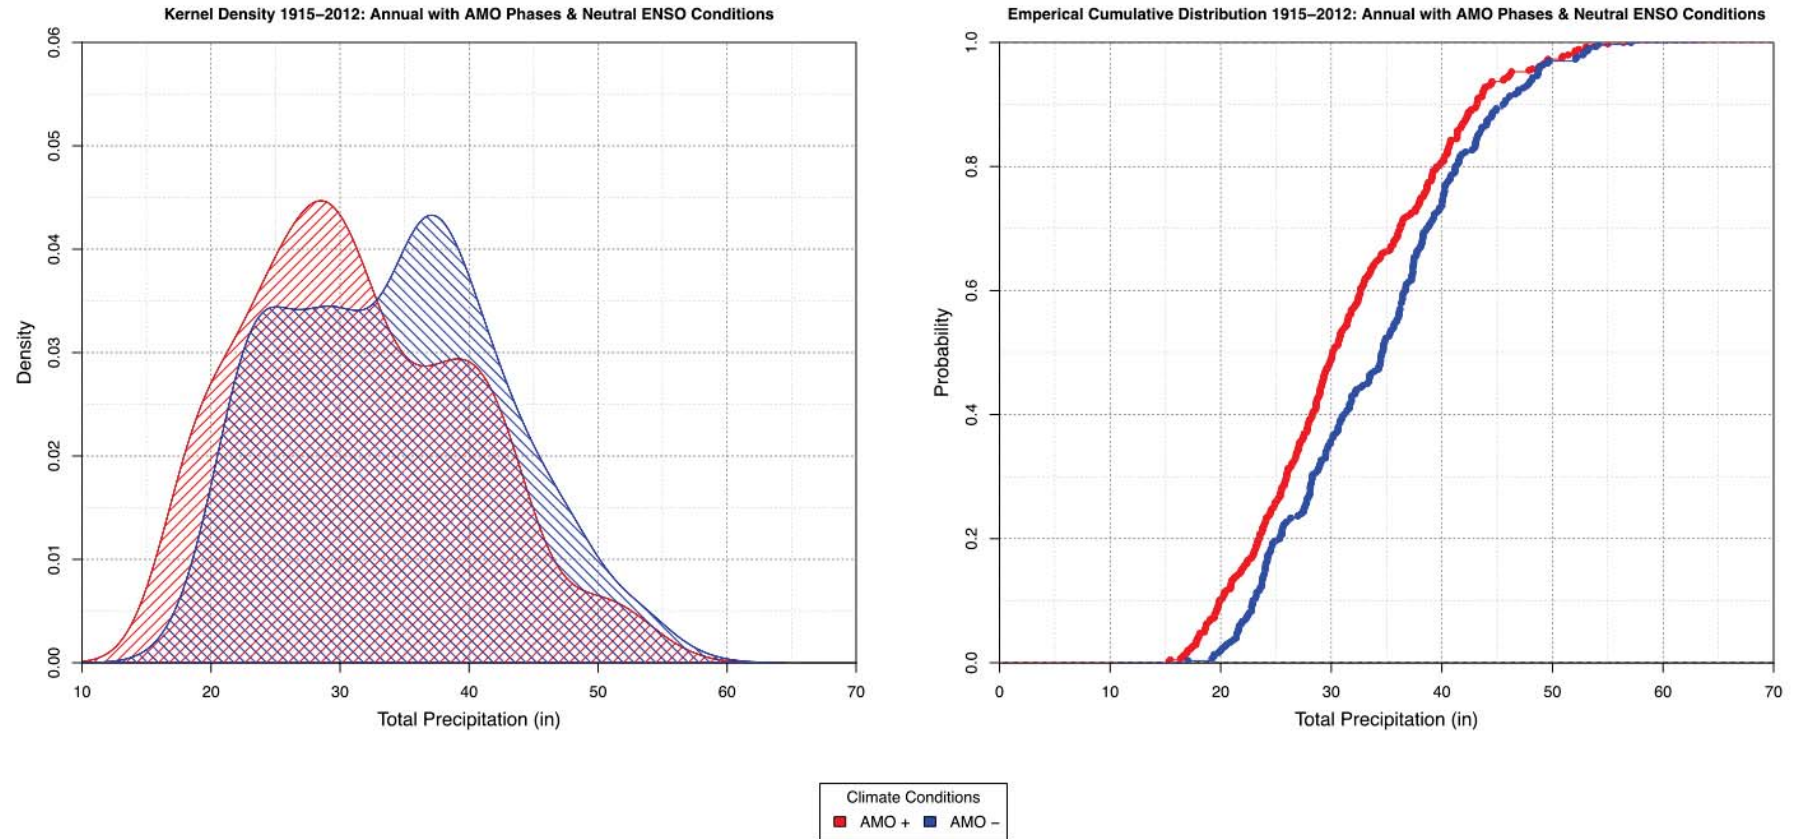 Kernel Density 1915–2012: Annual with AMO Phases & Neutral ENSO Conditions
0.06
0.05
0.04
0.03
0.02
0.01
0.00
Density
10 20 30 40 50 60 70
Total Precipitation (in)
Emperical Cumulative Distribution 1915–2012: Annual with AMO Phases & Neutral ENSO Conditions
1.0
0.8
0.6
0.4
0.2
0.0
Probability
0 10 20 30 40 50 60 70
Total Precipitation (in)
Climate Conditions
AMO + AMO –